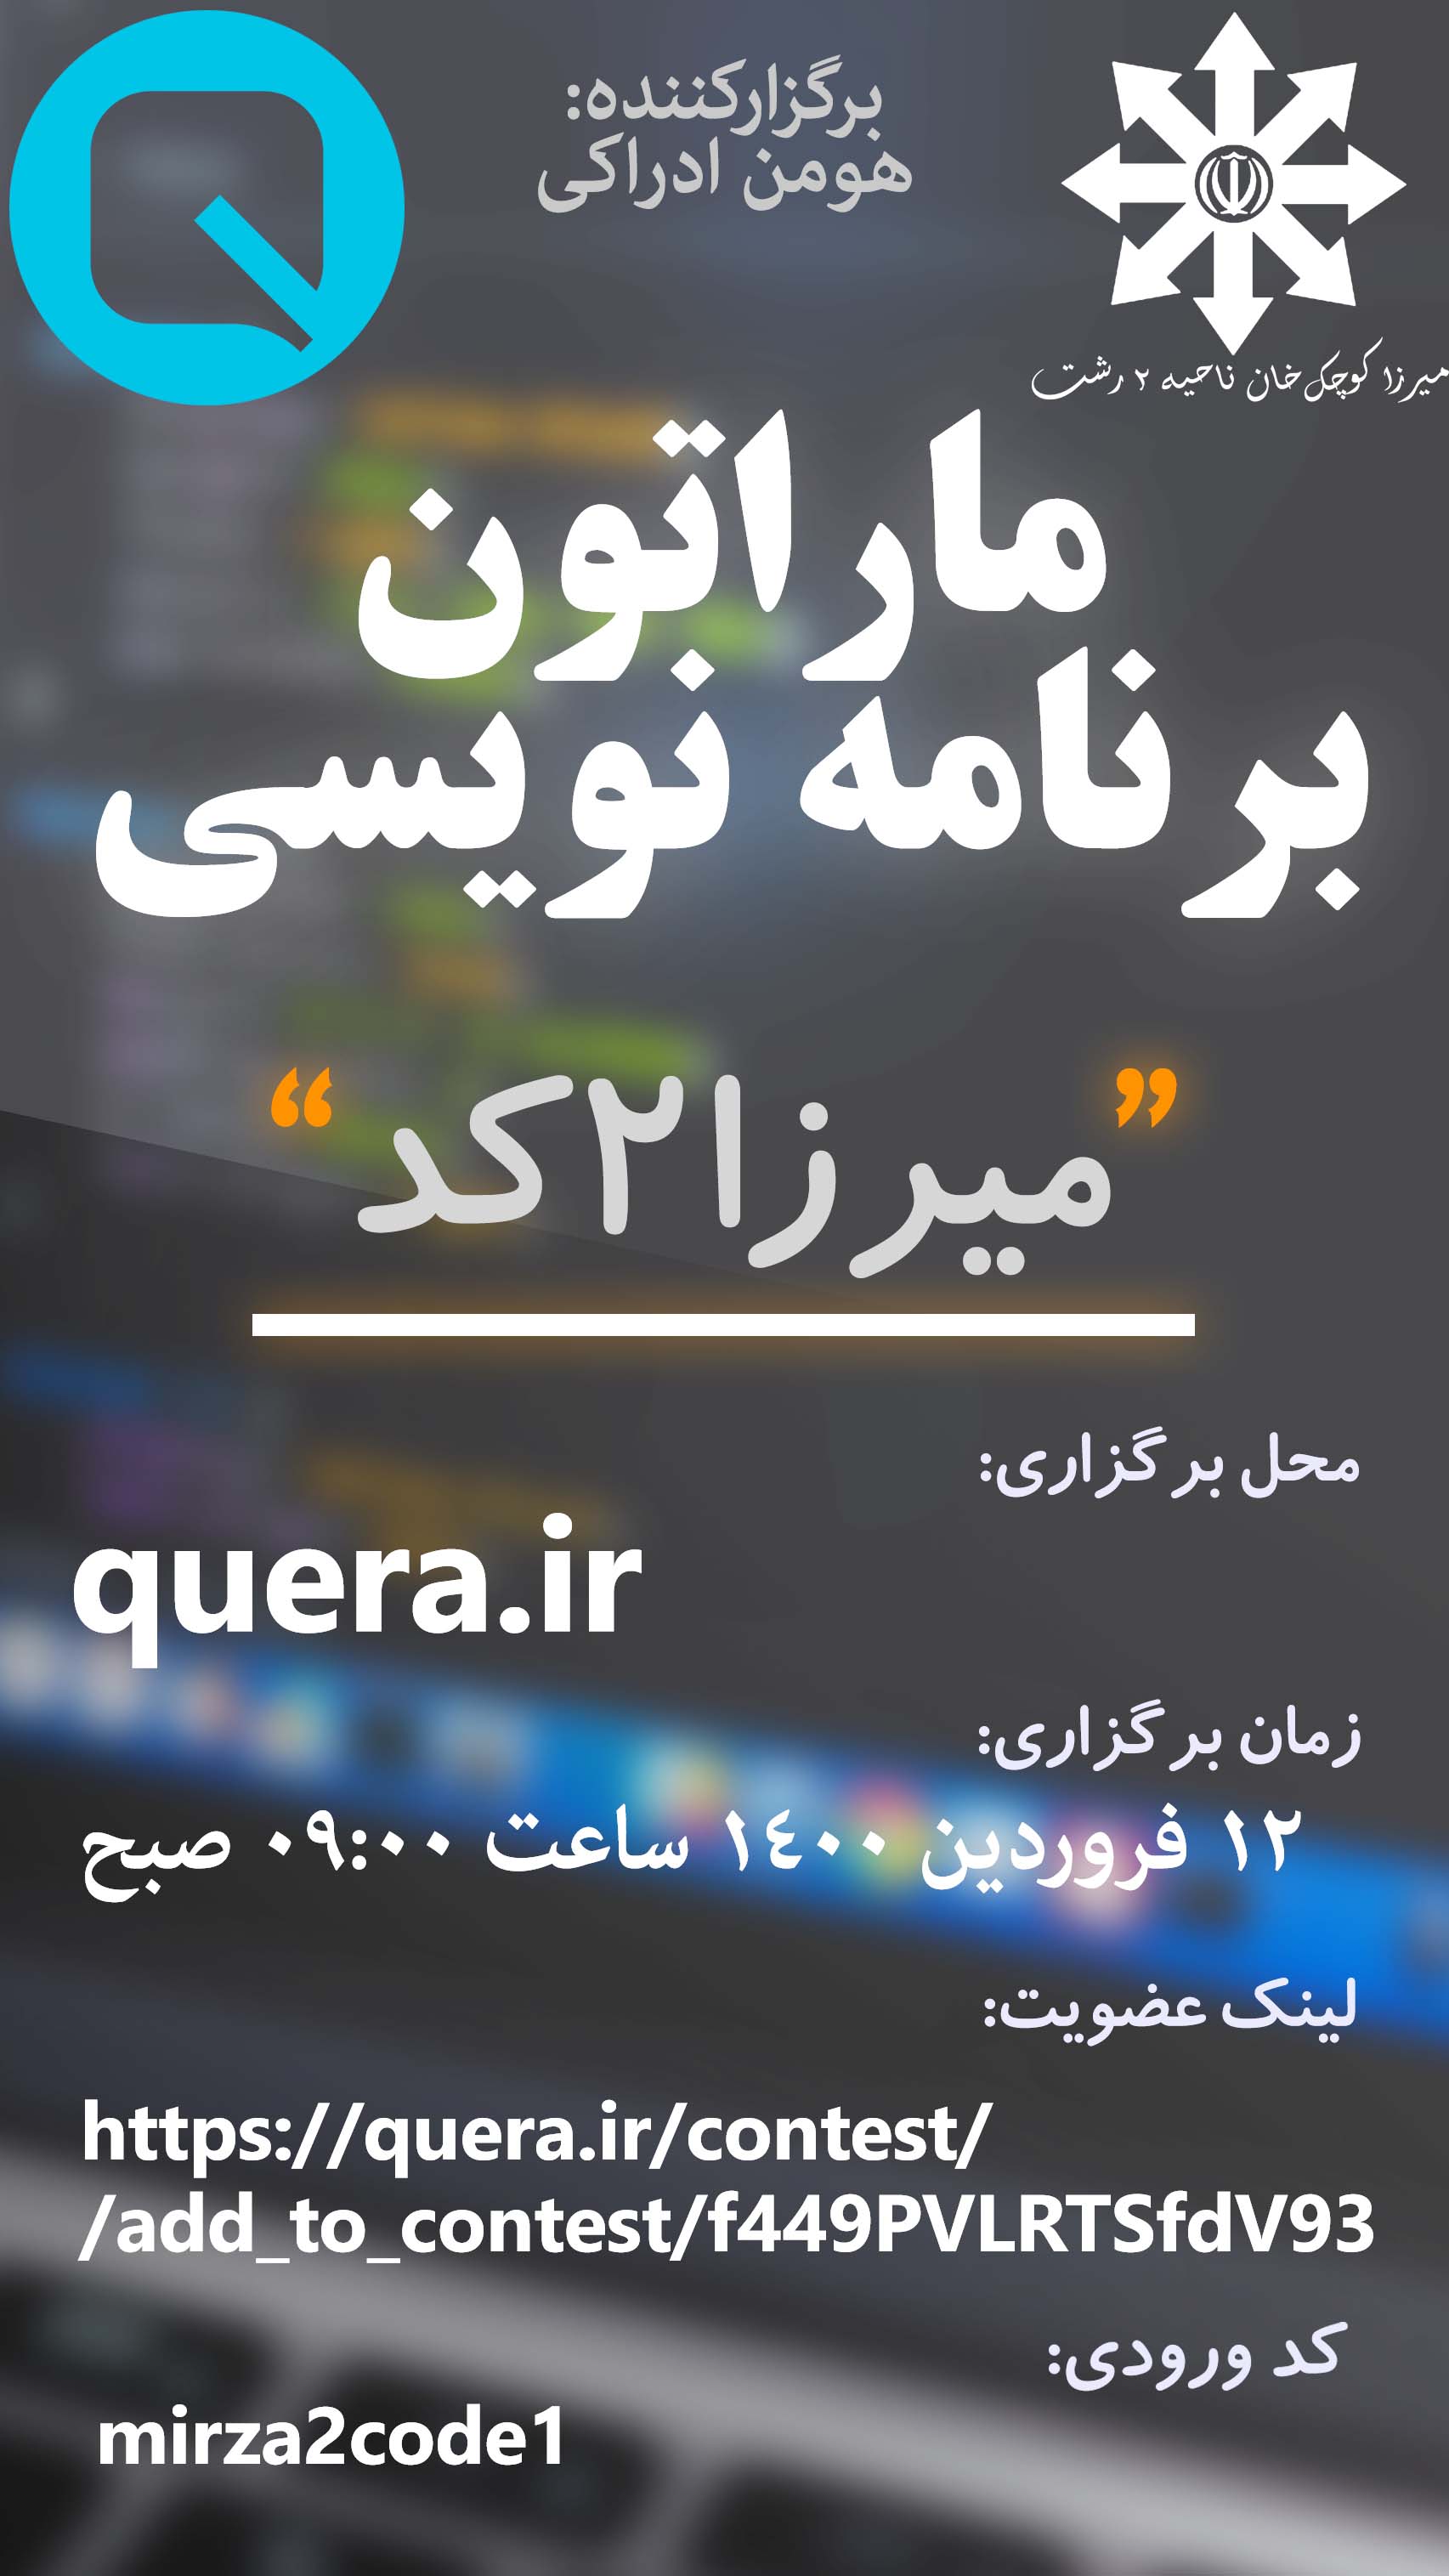 برگزارکننده:
هومن ادراکی
میرزا کوچک خان ناحیه ۲ رشت
ماراتون
برنامه نویسی
”میرزا۲کد“
محل برگزاری:
quera.ir
زمان برگزاری:
۱۲ فروردین ۱٤۰۰ ساعت ۰۹:۰۰ صبح
لینک عضویت:
https://quera.ir/contest/
/add_to_contest/f449PVLRTSfdV93
کد ورودی:
mirza2code1